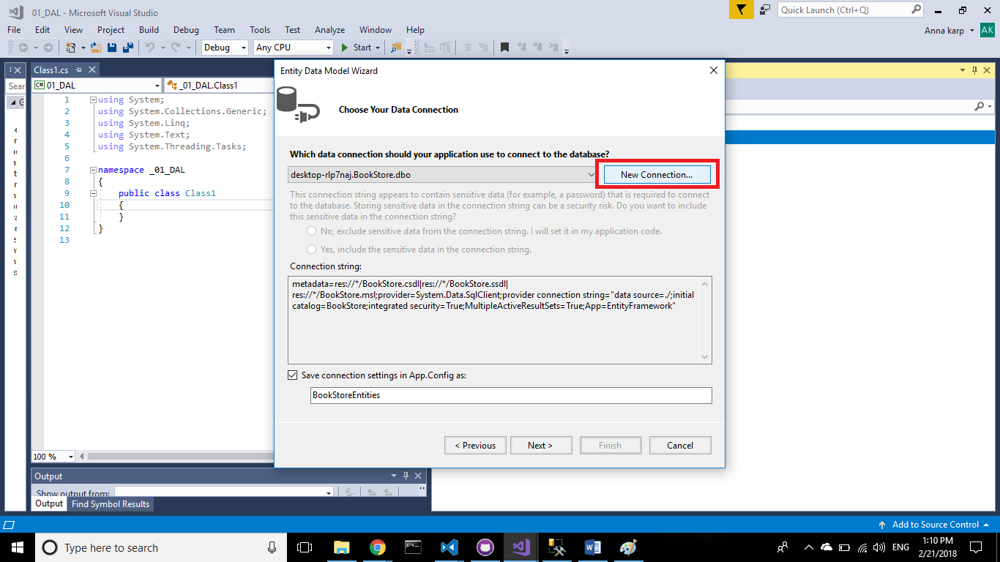 01_DAL - Microsoft Visual Studio
Quick Launch (Ctrl+Q)
File Edit View Project Build Debug Team Tools Test Analyze Window Help
Anna karp AK
Debug Any CPU Start
Class1.cs
Sear
01_DAL _01_DAL.Class1
1 using System;
2 using System.Collections.Generic;
3 using System.Linq;
4 using System.Text;
5 using System.Threading.Tasks;
6
7 namespace _01_DAL
8 {
9 public class Class1
10 {
11 }
12 }
13
100 %
Entity Data Model Wizard
Choose Your Data Connection
Which data connection should your application use to connect to the database?
desktop-rlp7naj.BookStore.dbo New Connection...
This connection string appears to contain sensitive data (for example, a password) that is required to connect
to the database. Storing sensitive data in the connection string can be a security risk. Do you want to include
this sensitive data in the connection string?
No, exclude sensitive data from the connection string. I will set it in my application code.
Yes, include the sensitive data in the connection string.
Connection string:
metadata=res://*/BookStore.csdl|res://*/BookStore.ssdl|
res://*/BookStore.msl;provider=System.Data.SqlClient;provider connection string="data source=./;initial
catalog=BookStore;integrated security=True;MultipleActiveResultSets=True;App=EntityFramework"
Save connection settings in App.Config as:
BookStoreEntities
< Previous Next > Finish Cancel
Output
Show output from:
Output Find Symbol Results
Add to Source Control
Type here to search
ENG
1:10 PM
2/21/2018